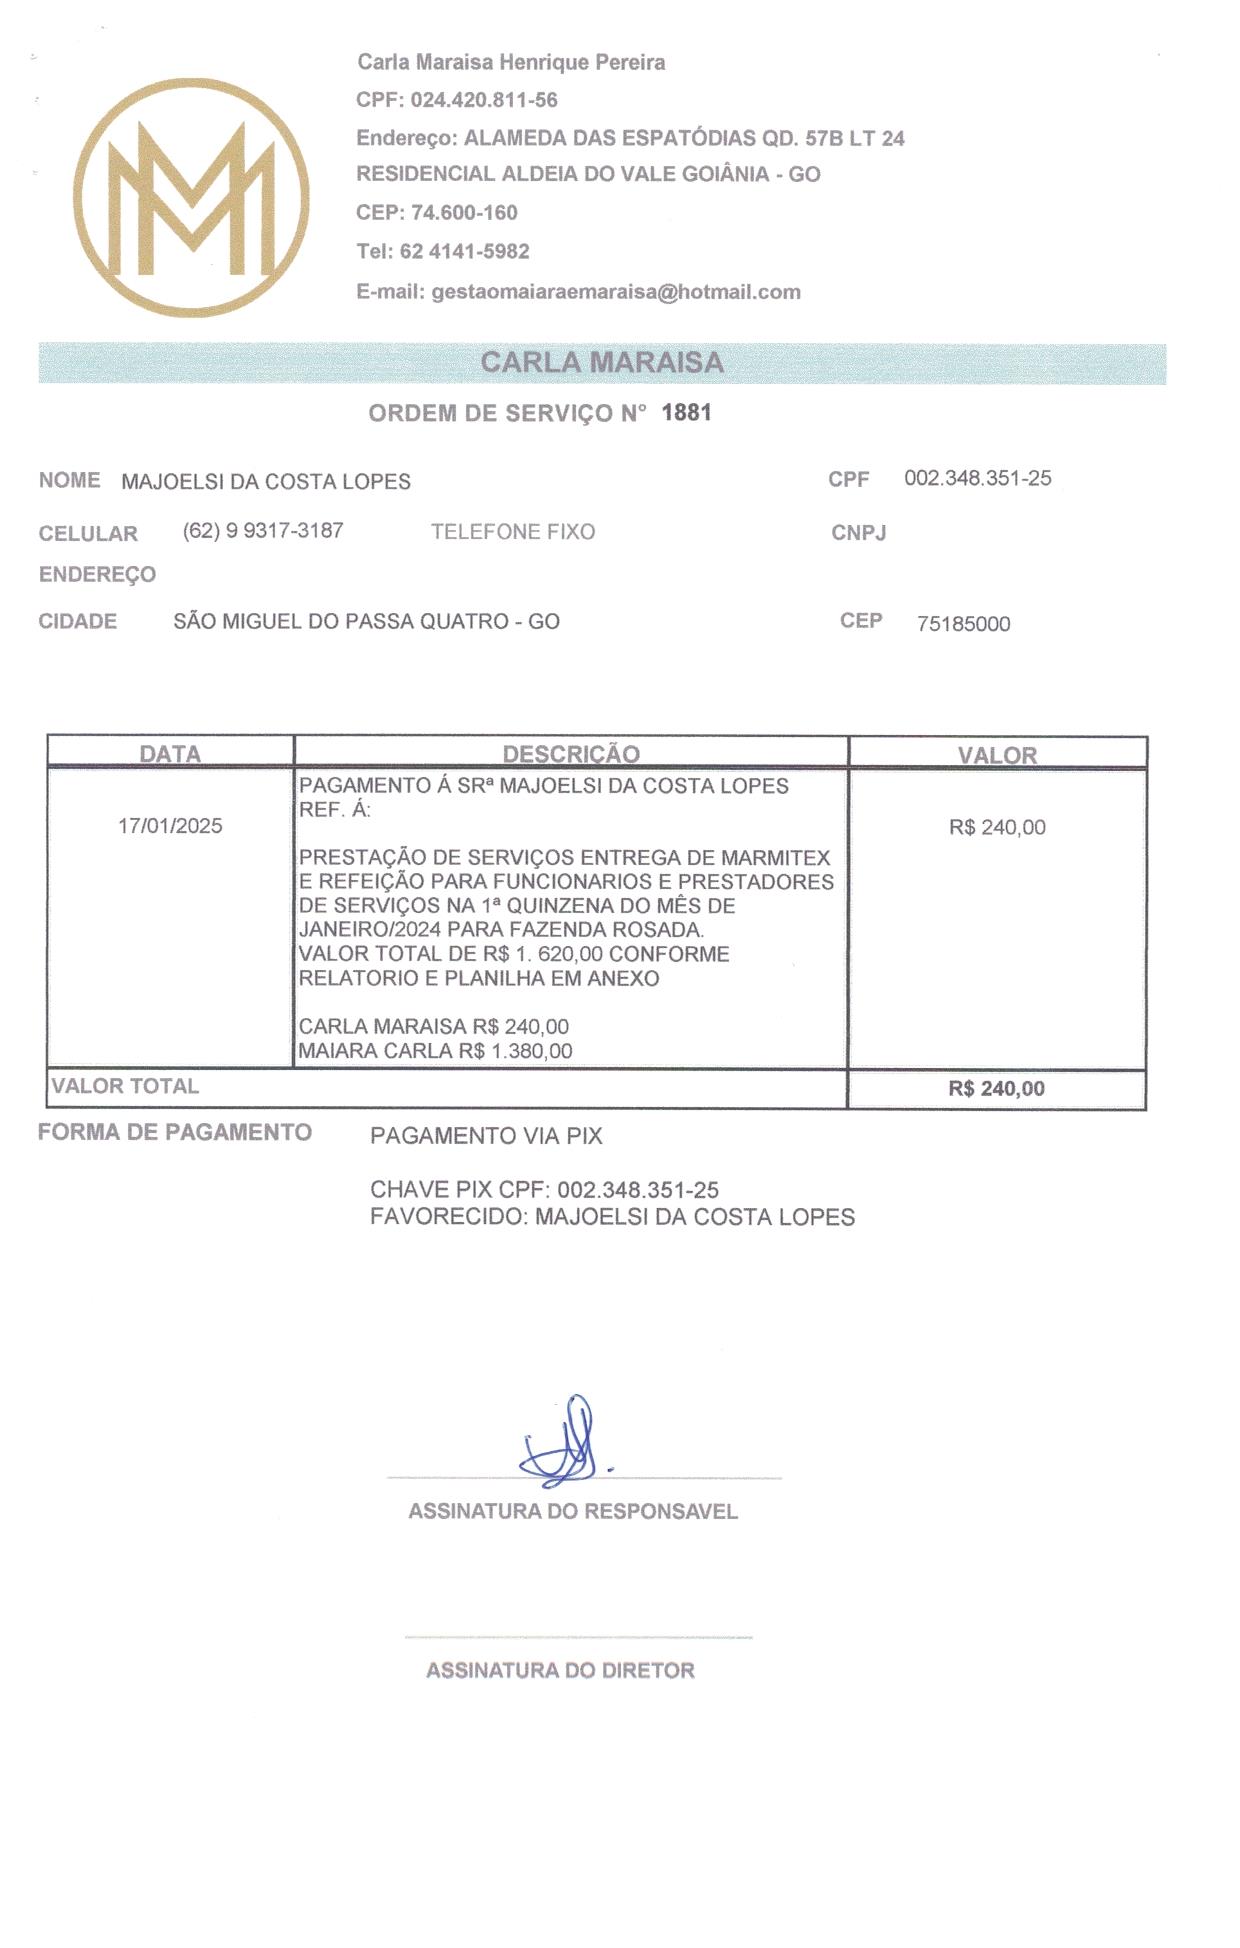 Carla Maraisa Henrique Pereira
CPF: 024.420.811-56
Endereço: ALAMEDA DAS ESPATÓDIAS QD. 57B LT 24
RESIDENCIAL ALDEIA DO VALE GOIÂNIA - GO
CEP: 74.600-160
Tel: 62 4141-5982
E-mail: gestaomaiaraemaraisa@hotmail.com
CARLA MARAISA
ORDEM DE SERVIÇO N° 1881
NOME MAJOELSI DA COSTA LOPES CPF 002.348.351-25
CELULAR (62) 9 9317-3187 TELEFONE FIXO CNPJ
ENDEREÇO
CIDADE SÃO MIGUEL DO PASSA QUATRO - GO CEP 75185000
DATA DESCRIÇÃO VALOR
PAGAMENTO Á SRª MAJOELSI DA COSTA LOPES
REF. Á:
17/01/2025 R$ 240,00
PRESTAÇÃO DE SERVIÇOS ENTREGA DE MARMITEX
E REFEIÇÃO PARA FUNCIONARIOS E PRESTADORES
DE SERVIÇOS NA 1ª QUINZENA DO MÊS DE
JANEIRO/2024 PARA FAZENDA ROSADA.
VALOR TOTAL DE R$ 1. 620,00 CONFORME
RELATORIO E PLANILHA EM ANEXO
CARLA MARAISA R$ 240,00
MAIARA CARLA R$ 1.380,00
VALOR TOTAL R$ 240,00
FORMA DE PAGAMENTO PAGAMENTO VIA PIX
CHAVE PIX CPF: 002.348.351-25
FAVORECIDO: MAJOELSI DA COSTA LOPES
ASSINATURA DO RESPONSAVEL
ASSINATURA DO DIRETOR